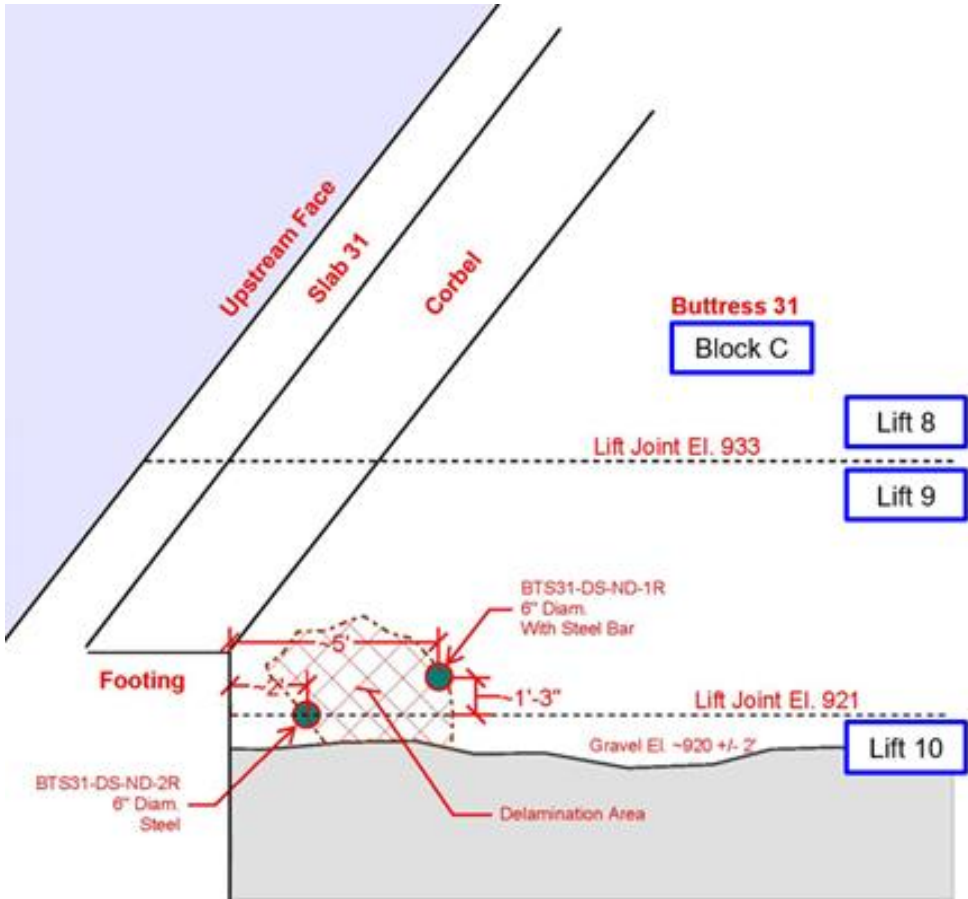 Upstream Face
Slab 31
Corbel
Buttress 31
Block C
Lift 8
Lift Joint El. 933
Lift 9
BTS31-DS-ND-1R
6" Diam.
With Steel Bar
~5'
Footing
~2'
~1'-3"
Lift Joint El. 921
Gravel El. ~920 +/- 2'
Lift 10
BTS31-DS-ND-2R
6" Diam.
Steel
Delamination Area